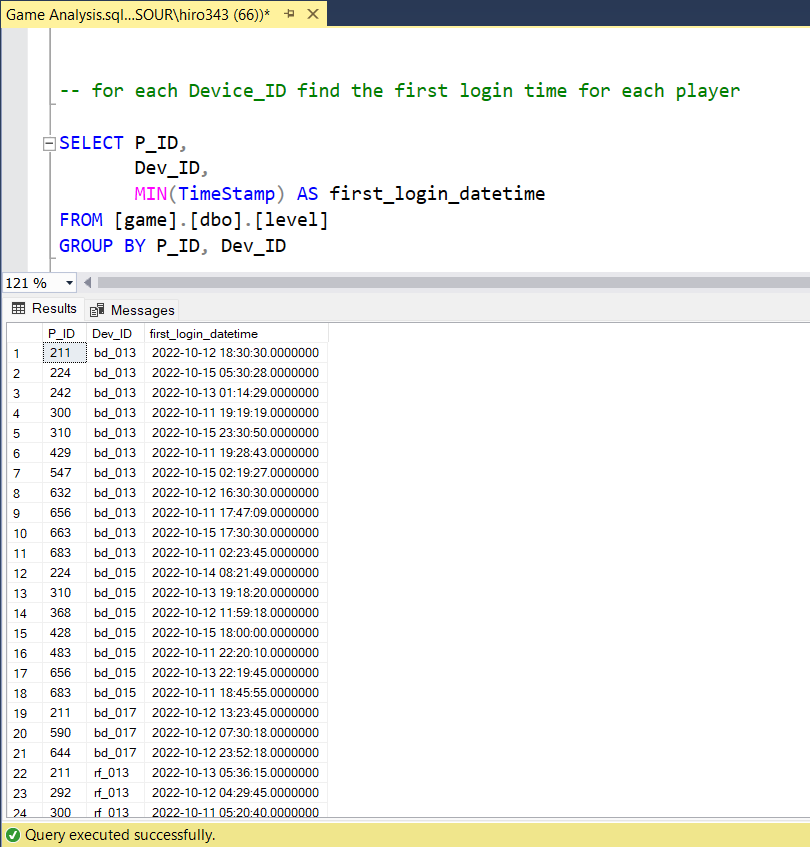 Game Analysis.sql...SOUR\hiro343 (66))*
-- for each Device_ID find the first login time for each player
SELECT P_ID,
Dev_ID,
MIN(TimeStamp) AS first_login_datetime
FROM [game].[dbo].[level]
GROUP BY P_ID, Dev_ID
121 %
Results Messages
P_ID Dev_ID first_login_datetime
1 211 bd_013 2022-10-12 18:30:30.0000000
2 224 bd_013 2022-10-15 05:30:28.0000000
3 242 bd_013 2022-10-13 01:14:29.0000000
4 300 bd_013 2022-10-11 19:19:19.0000000
5 310 bd_013 2022-10-15 23:30:50.0000000
6 429 bd_013 2022-10-11 19:28:43.0000000
7 547 bd_013 2022-10-15 02:19:27.0000000
8 632 bd_013 2022-10-12 16:30:30.0000000
9 656 bd_013 2022-10-11 17:47:09.0000000
10 663 bd_013 2022-10-15 17:30:30.0000000
11 683 bd_013 2022-10-11 02:23:45.0000000
12 224 bd_015 2022-10-14 08:21:49.0000000
13 310 bd_015 2022-10-13 19:18:20.0000000
14 368 bd_015 2022-10-12 11:59:18.0000000
15 428 bd_015 2022-10-15 18:00:00.0000000
16 483 bd_015 2022-10-11 22:20:10.0000000
17 656 bd_015 2022-10-13 22:19:45.0000000
18 683 bd_015 2022-10-11 18:45:55.0000000
19 211 bd_017 2022-10-12 13:23:45.0000000
20 590 bd_017 2022-10-12 07:30:18.0000000
21 644 bd_017 2022-10-12 23:52:18.0000000
22 211 rf_013 2022-10-13 05:36:15.0000000
23 292 rf_013 2022-10-12 04:29:45.0000000
24 300 rf_013 2022-10-11 05:20:40.0000000
Query executed successfully.